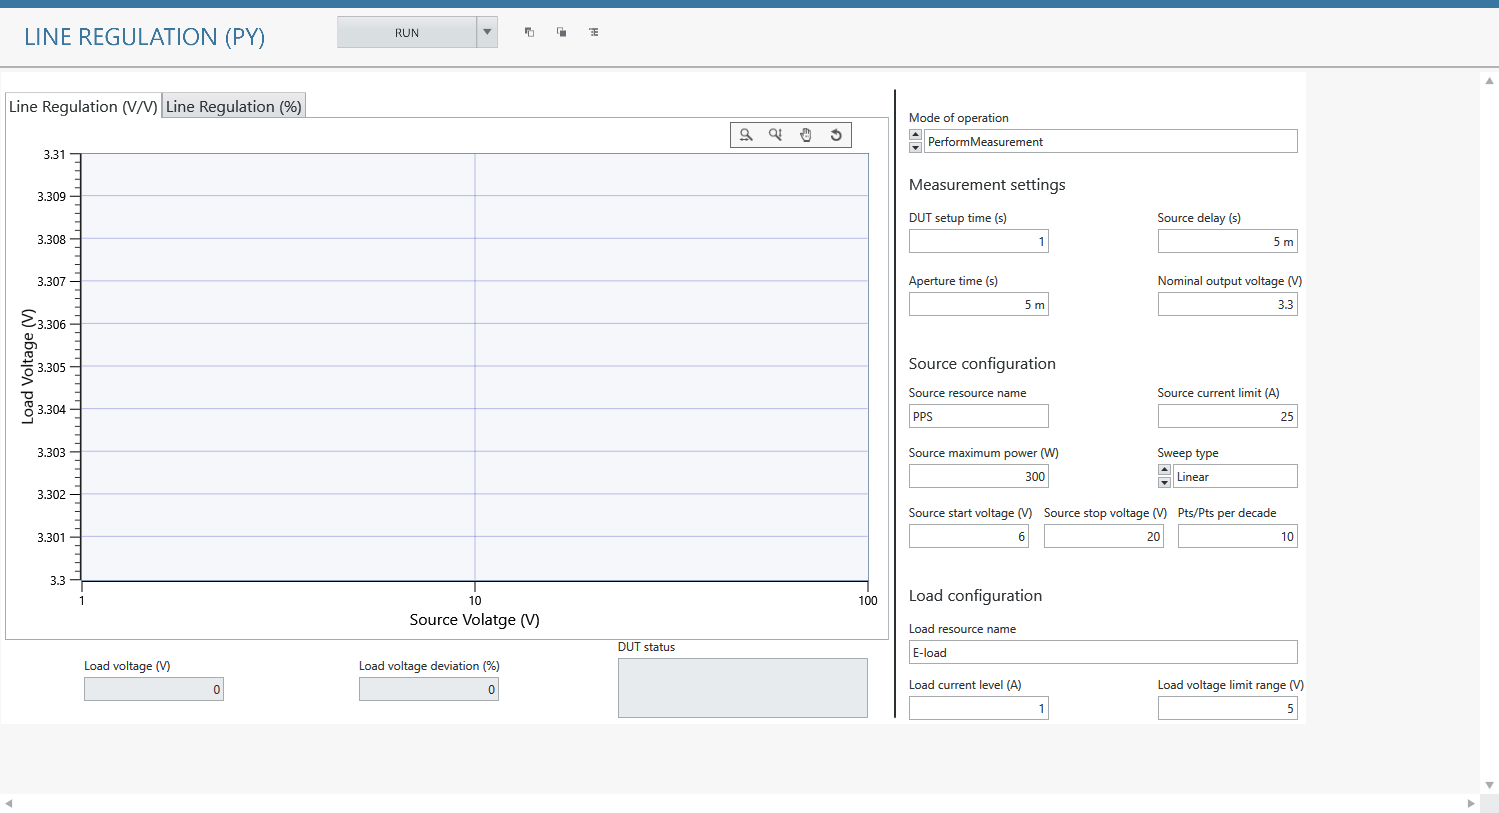 LINE REGULATION (PY)
RUN
Line Regulation (V/V)
Line Regulation (%)
3.31
3.309
3.308
3.307
3.306
3.305
3.304
3.303
3.302
3.301
3.3
Load Voltage (V)
1
10
100
Source Volatge (V)
Load voltage (V)
0
Load voltage deviation (%)
0
DUT status
Mode of operation
PerformMeasurement
Measurement settings
DUT setup time (s)
Source delay (s)
1
5 m
Aperture time (s)
Nominal output voltage (V)
5 m
3.3
Source configuration
Source resource name
Source current limit (A)
PPS
25
Source maximum power (W)
Sweep type
300
Linear
Source start voltage (V)
Source stop voltage (V)
Pts/Pts per decade
6
20
10
Load configuration
Load resource name
E-load
Load current level (A)
Load voltage limit range (V)
1
5